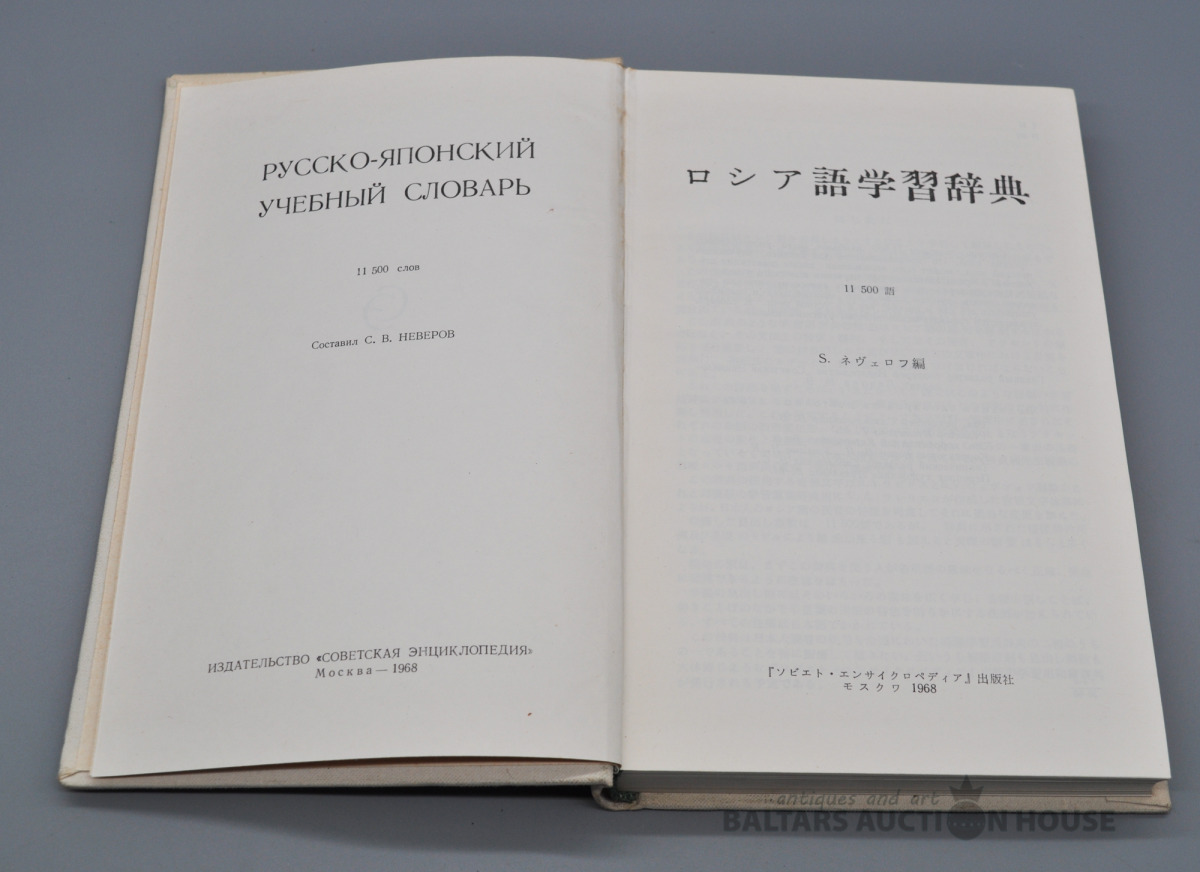 РУССКО-ЯПОНСКИЙ
УЧЕБНЫЙ СЛОВАРЬ
11 500 слов
Составил С. В. НЕВЕРОВ
ИЗДАТЕЛЬСТВО «СОВЕТСКАЯ ЭНЦИКЛОПЕДИЯ»
Москва — 1968
ロシア語学習辞典
11 500 語
S. ネヴェロフ編
『ソビエト・エンサイクロペディア』出版社
モスクワ 1968
antiques and art
BALTARS AUCTION HOUSE